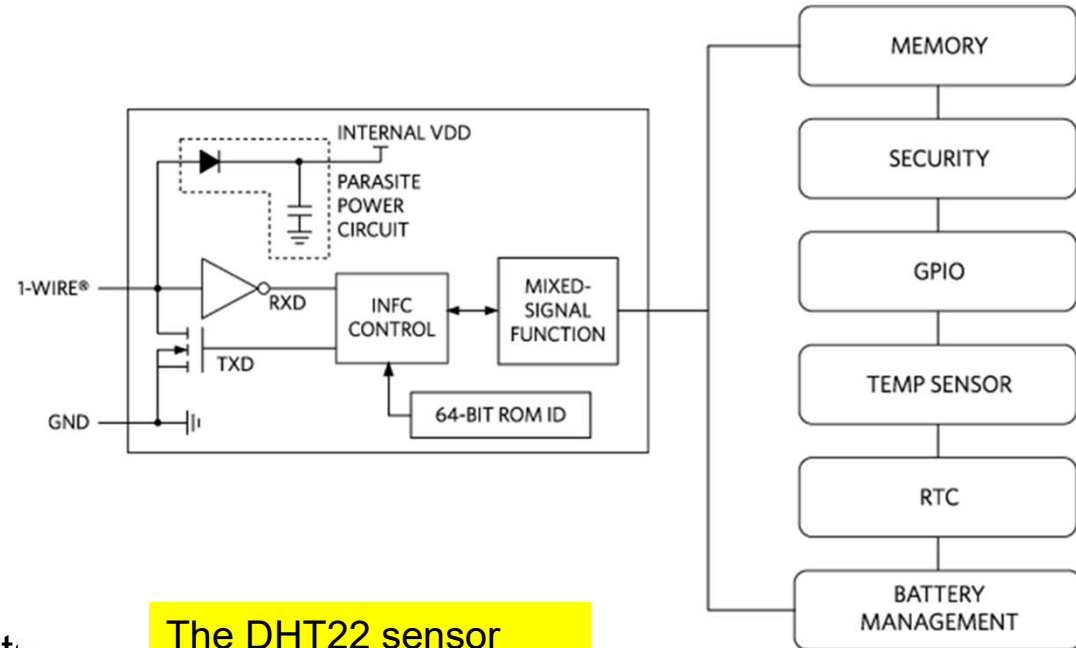 MEMORY
SECURITY
GPIO
TEMP SENSOR
RTC
BATTERY
MANAGEMENT
INTERNAL VDD
PARASITE
POWER
CIRCUIT
1-WIRE®
RXD
INFC
CONTROL
MIXED-
SIGNAL
FUNCTION
TXD
GND
64-BIT ROM ID
The DHT22 sensor